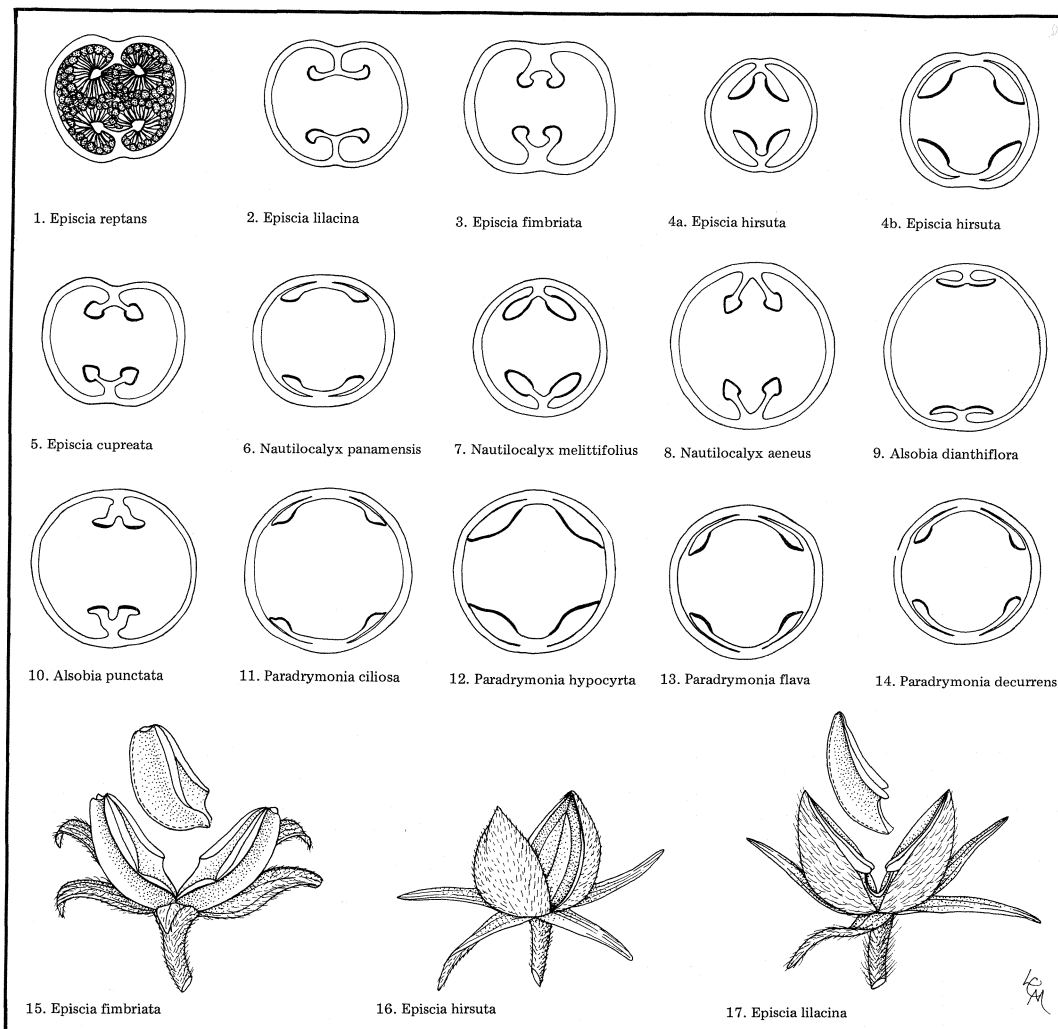 1. Episcia reptans
2. Episcia lilacina
3. Episcia fimbriata
4a. Episcia hirsuta
4b. Episcia hirsuta
5. Episcia cupreata
6. Nautilocalyx panamensis
7. Nautilocalyx melittifolius
8. Nautilocalyx aeneus
9. Alsobia dianthiflora
10. Alsobia punctata
11. Paradrymonia ciliosa
12. Paradrymonia hypocyrta
13. Paradrymonia flava
14. Paradrymonia decurrens
15. Episcia fimbriata
16. Episcia hirsuta
17. Episcia lilacina